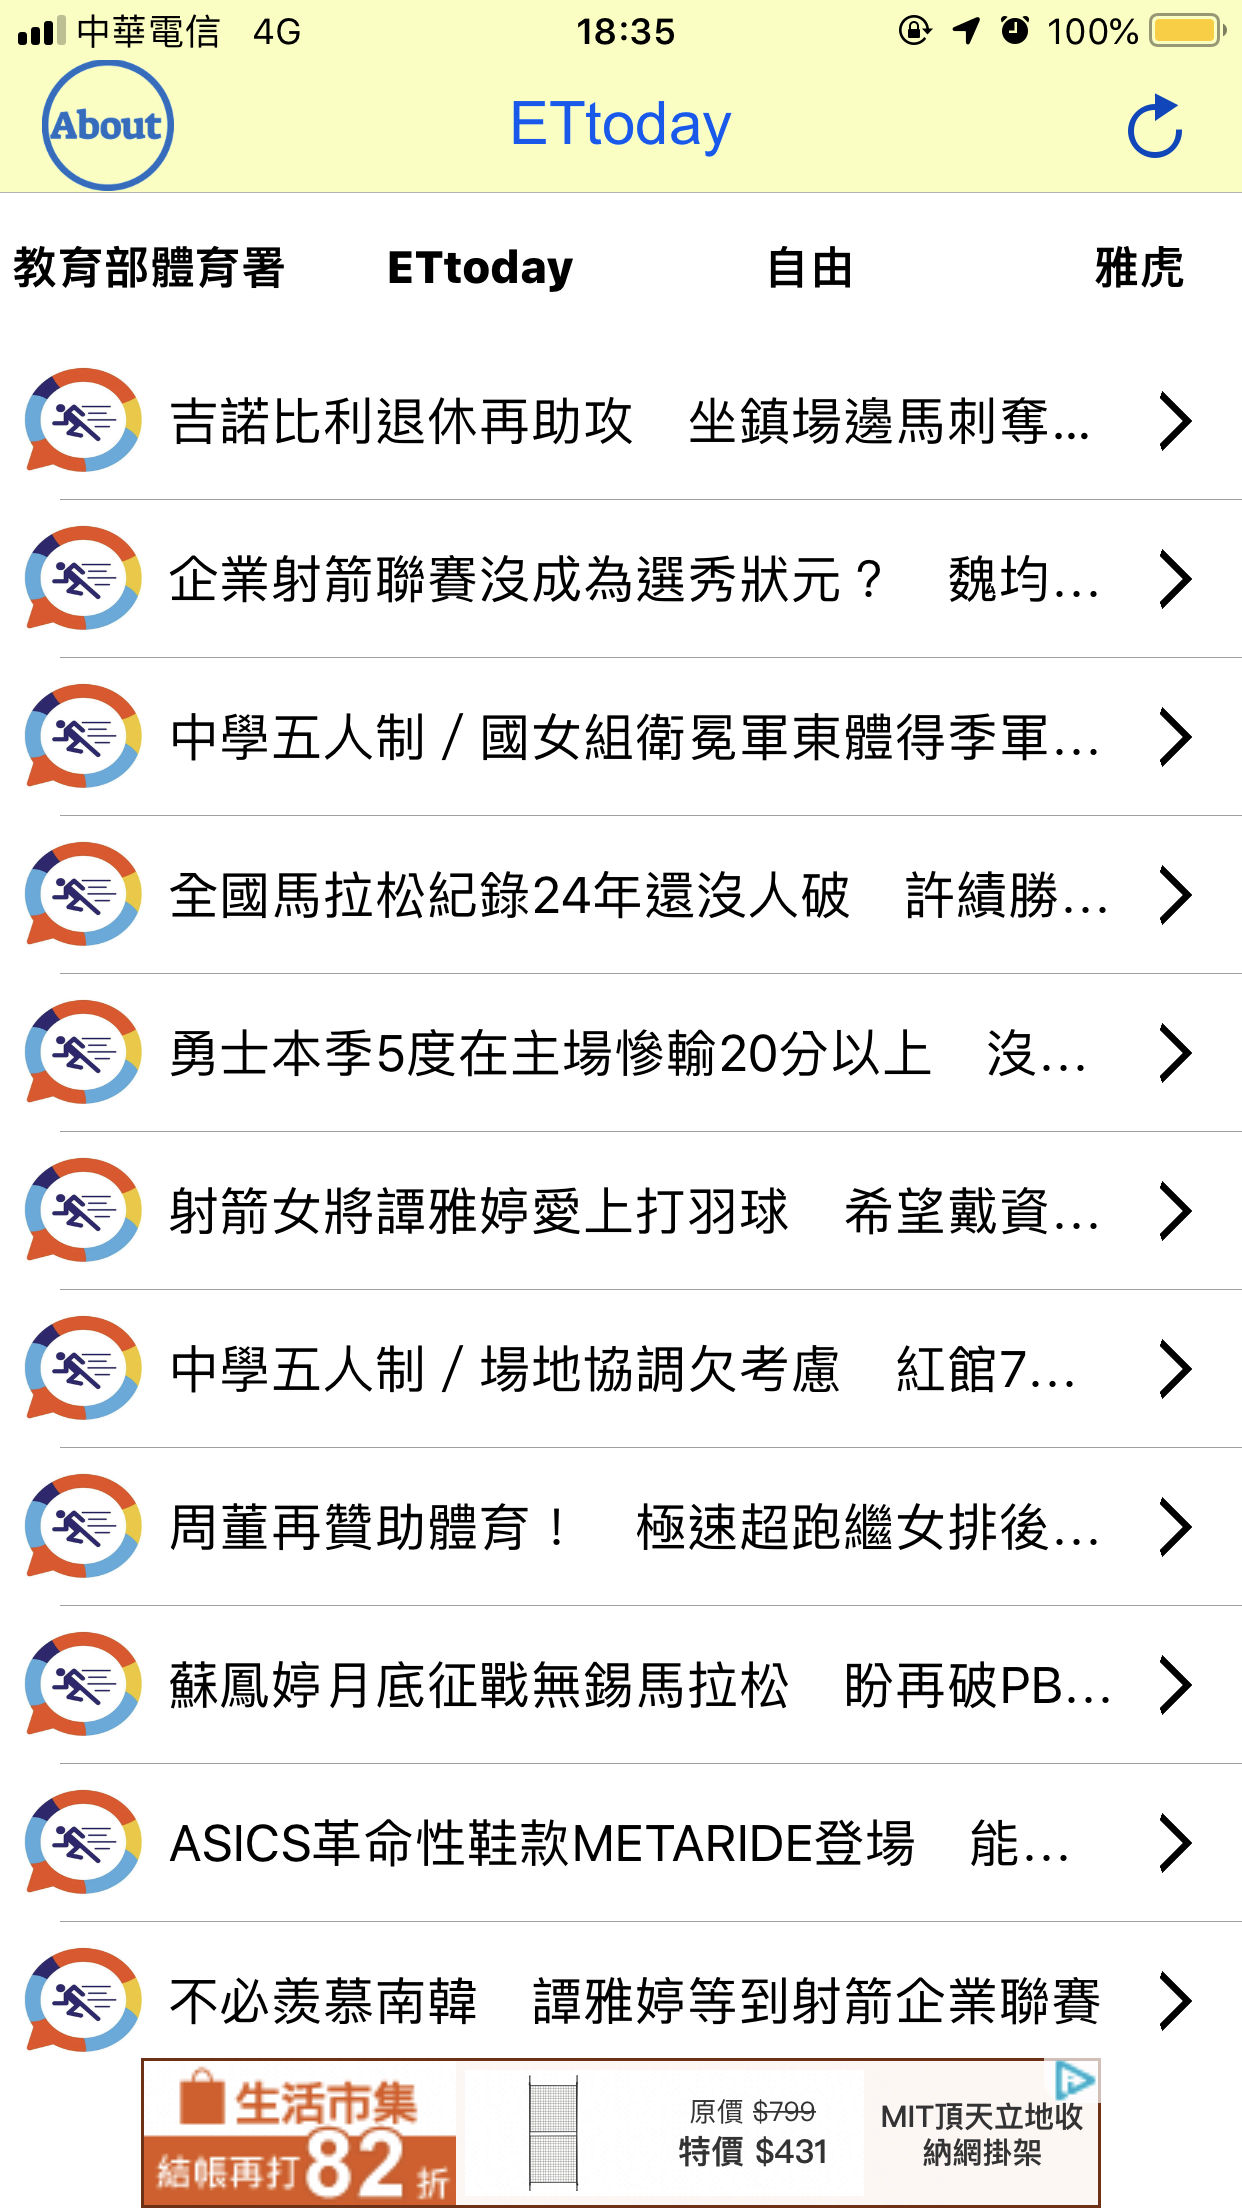 中華電信 4G 18:35 100%
About ETtoday
教育部體育署 ETtoday 自由 雅虎
吉諾比利退休再助攻　坐鎮場邊馬刺奪...
企業射箭聯賽沒成為選秀狀元？　魏均...
中學五人制／國女組衛冕軍東體得季軍...
全國馬拉松紀錄24年還沒人破　許績勝...
勇士本季5度在主場慘輸20分以上　沒...
射箭女將譚雅婷愛上打羽球　希望戴資...
中學五人制／場地協調欠考慮　紅館7...
周董再贊助體育！　極速超跑繼女排後...
蘇鳳婷月底征戰無錫馬拉松　盼再破PB...
ASICS革命性鞋款METARIDE登場　能...
不必羨慕南韓　譚雅婷等到射箭企業聯賽
生活市集
結帳再打82折
原價 $799
特價 $431
MIT頂天立地收
納網掛架